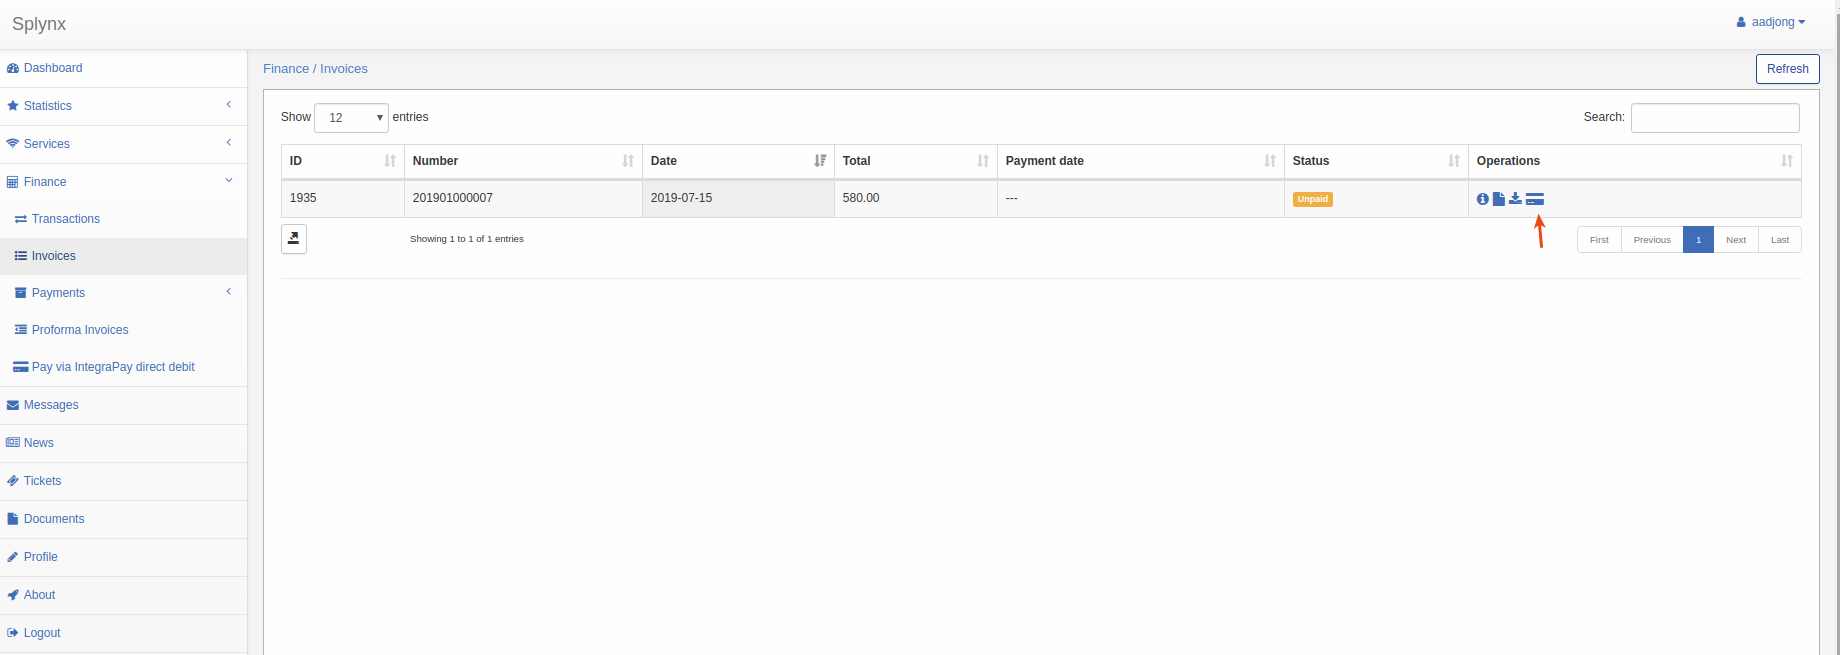 Splynx
aadjong
Dashboard
Statistics
Services
Finance
Transactions
Invoices
Payments
Proforma Invoices
Pay via IntegraPay direct debit
Messages
News
Tickets
Documents
Profile
About
Logout
Finance / Invoices
Refresh
Show 12 entries
Search:
ID Number Date Total Payment date Status Operations
1935 201901000007 2019-07-15 580.00 --- Unpaid
Showing 1 to 1 of 1 entries
First Previous 1 Next Last